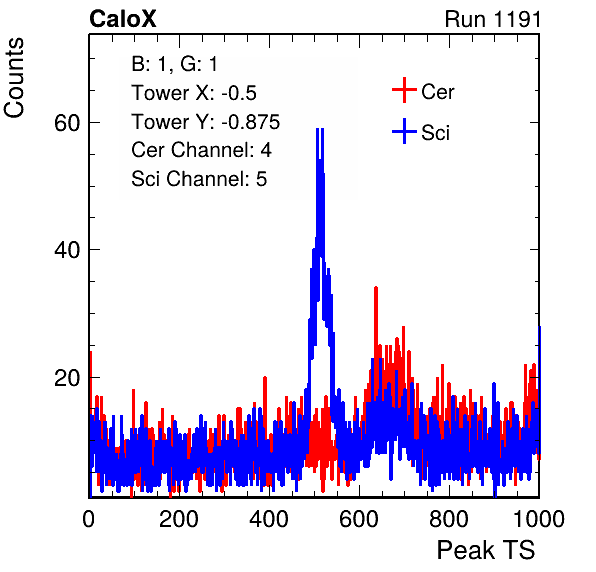 CaloX Run 1191
Counts
B: 1, G: 1
Tower X: -0.5
Tower Y: -0.875
Cer Channel: 4
Sci Channel: 5
Cer
Sci
60
40
20
0 200 400 600 800 1000
Peak TS